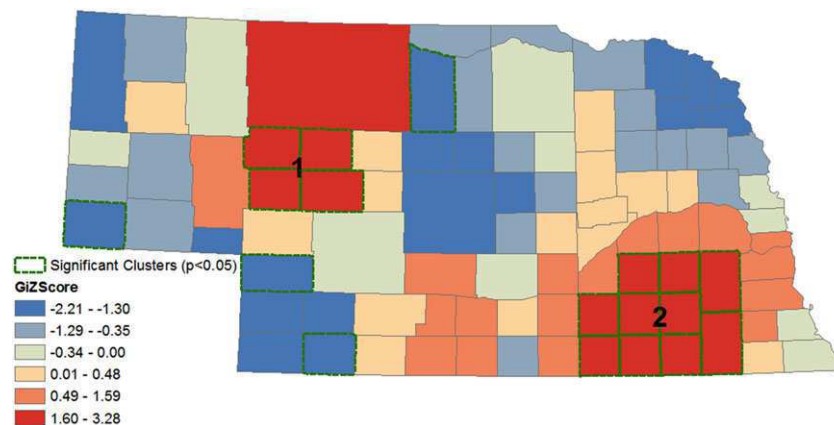 1
2
Significant Clusters (p<0.05)
GiZScore
-2.21 - -1.30
-1.29 - -0.35
-0.34 - 0.00
0.01 - 0.48
0.49 - 1.59
1.60 - 3.28